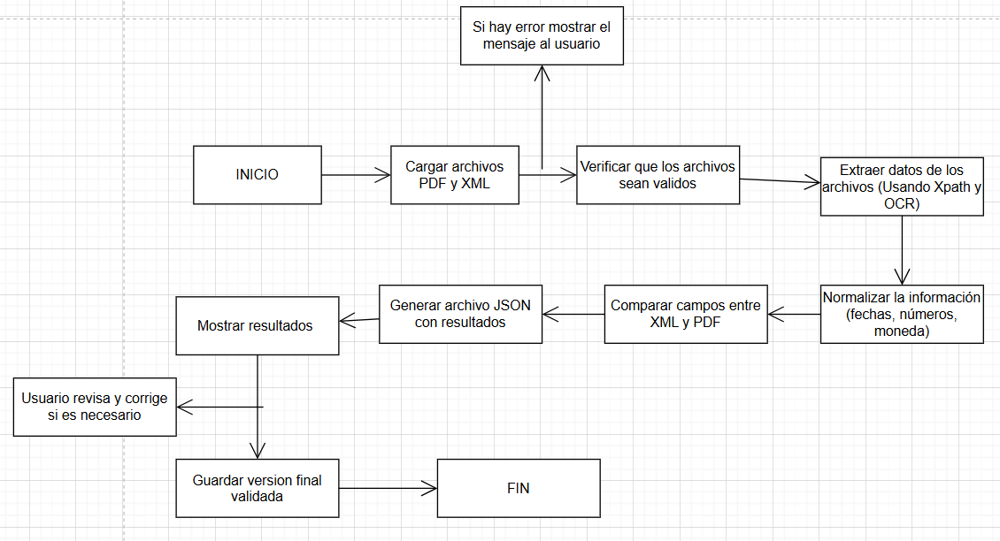 Si hay error mostrar el
mensaje al usuario
INICIO
Cargar archivos
PDF y XML
Verificar que los archivos
sean validos
Extraer datos de los
archivos (Usando Xpath y
OCR)
Normalizar la información
(fechas, números,
moneda)
Comparar campos entre
XML y PDF
Generar archivo JSON
con resultados
Mostrar resultados
Usuario revisa y corrige
si es necesario
Guardar version final
validada
FIN